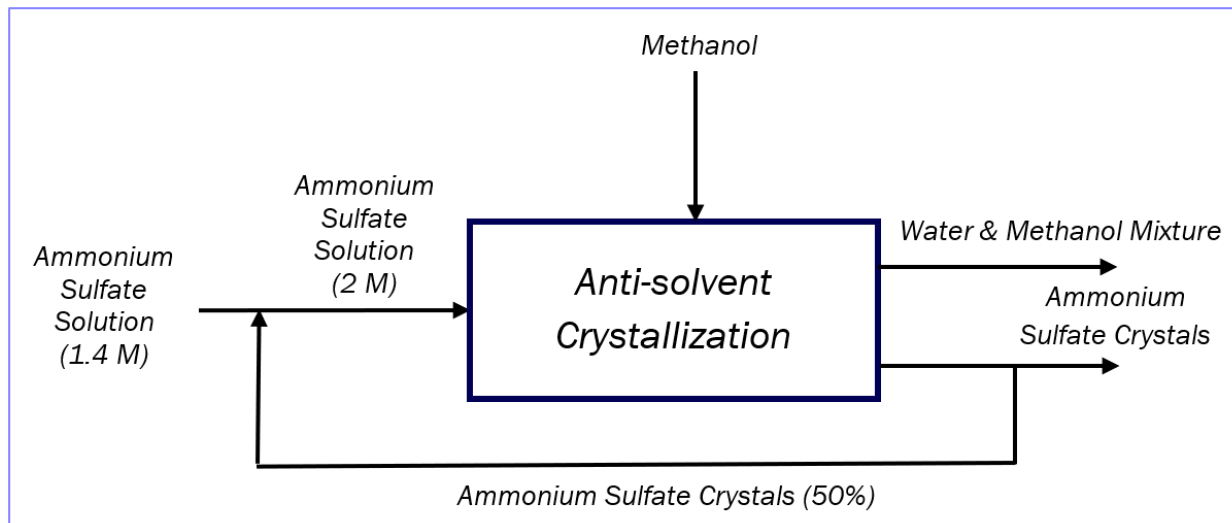 Methanol
Ammonium
Sulfate
Solution
(2 M)
Ammonium
Sulfate
Solution
(1.4 M)
Anti-solvent
Crystallization
Water & Methanol Mixture
Ammonium
Sulfate Crystals
Ammonium Sulfate Crystals (50%)